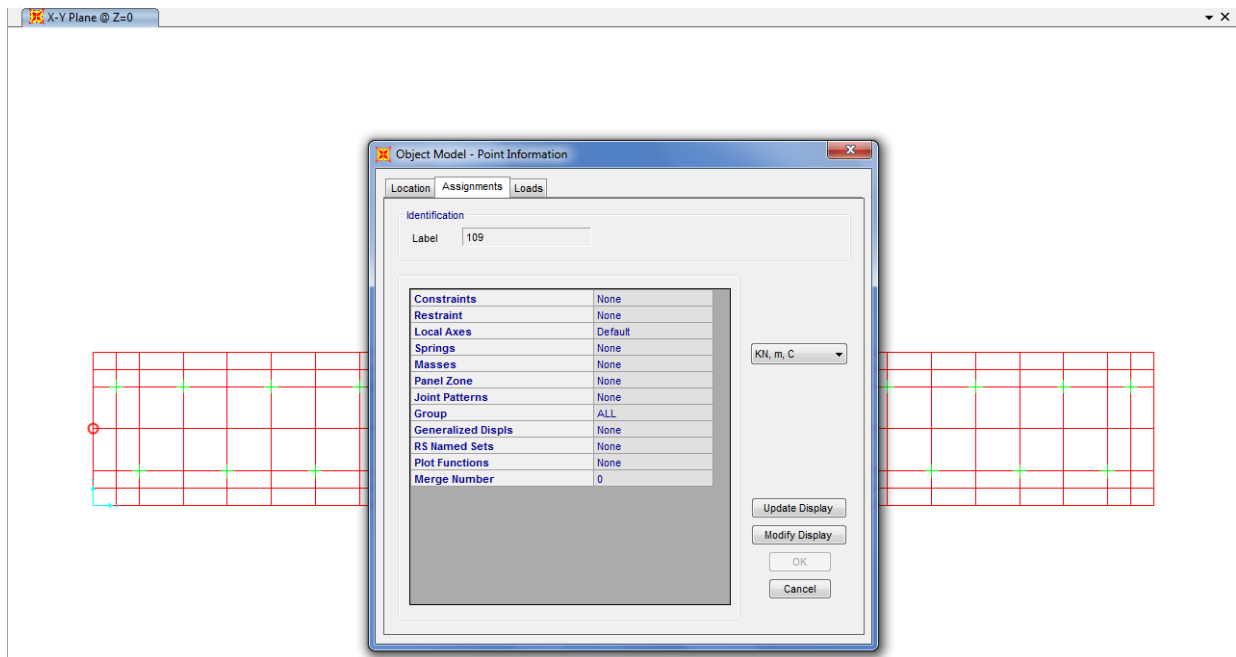 X-Y Plane @ Z=0
Object Model - Point Information
Location Assignments Loads
Identification
Label 109
Constraints None
Restraint None
Local Axes Default
Springs None
Masses None
Panel Zone None
Joint Patterns None
Group ALL
Generalized Displs None
RS Named Sets None
Plot Functions None
Merge Number 0
KN, m, C
Update Display
Modify Display
OK
Cancel